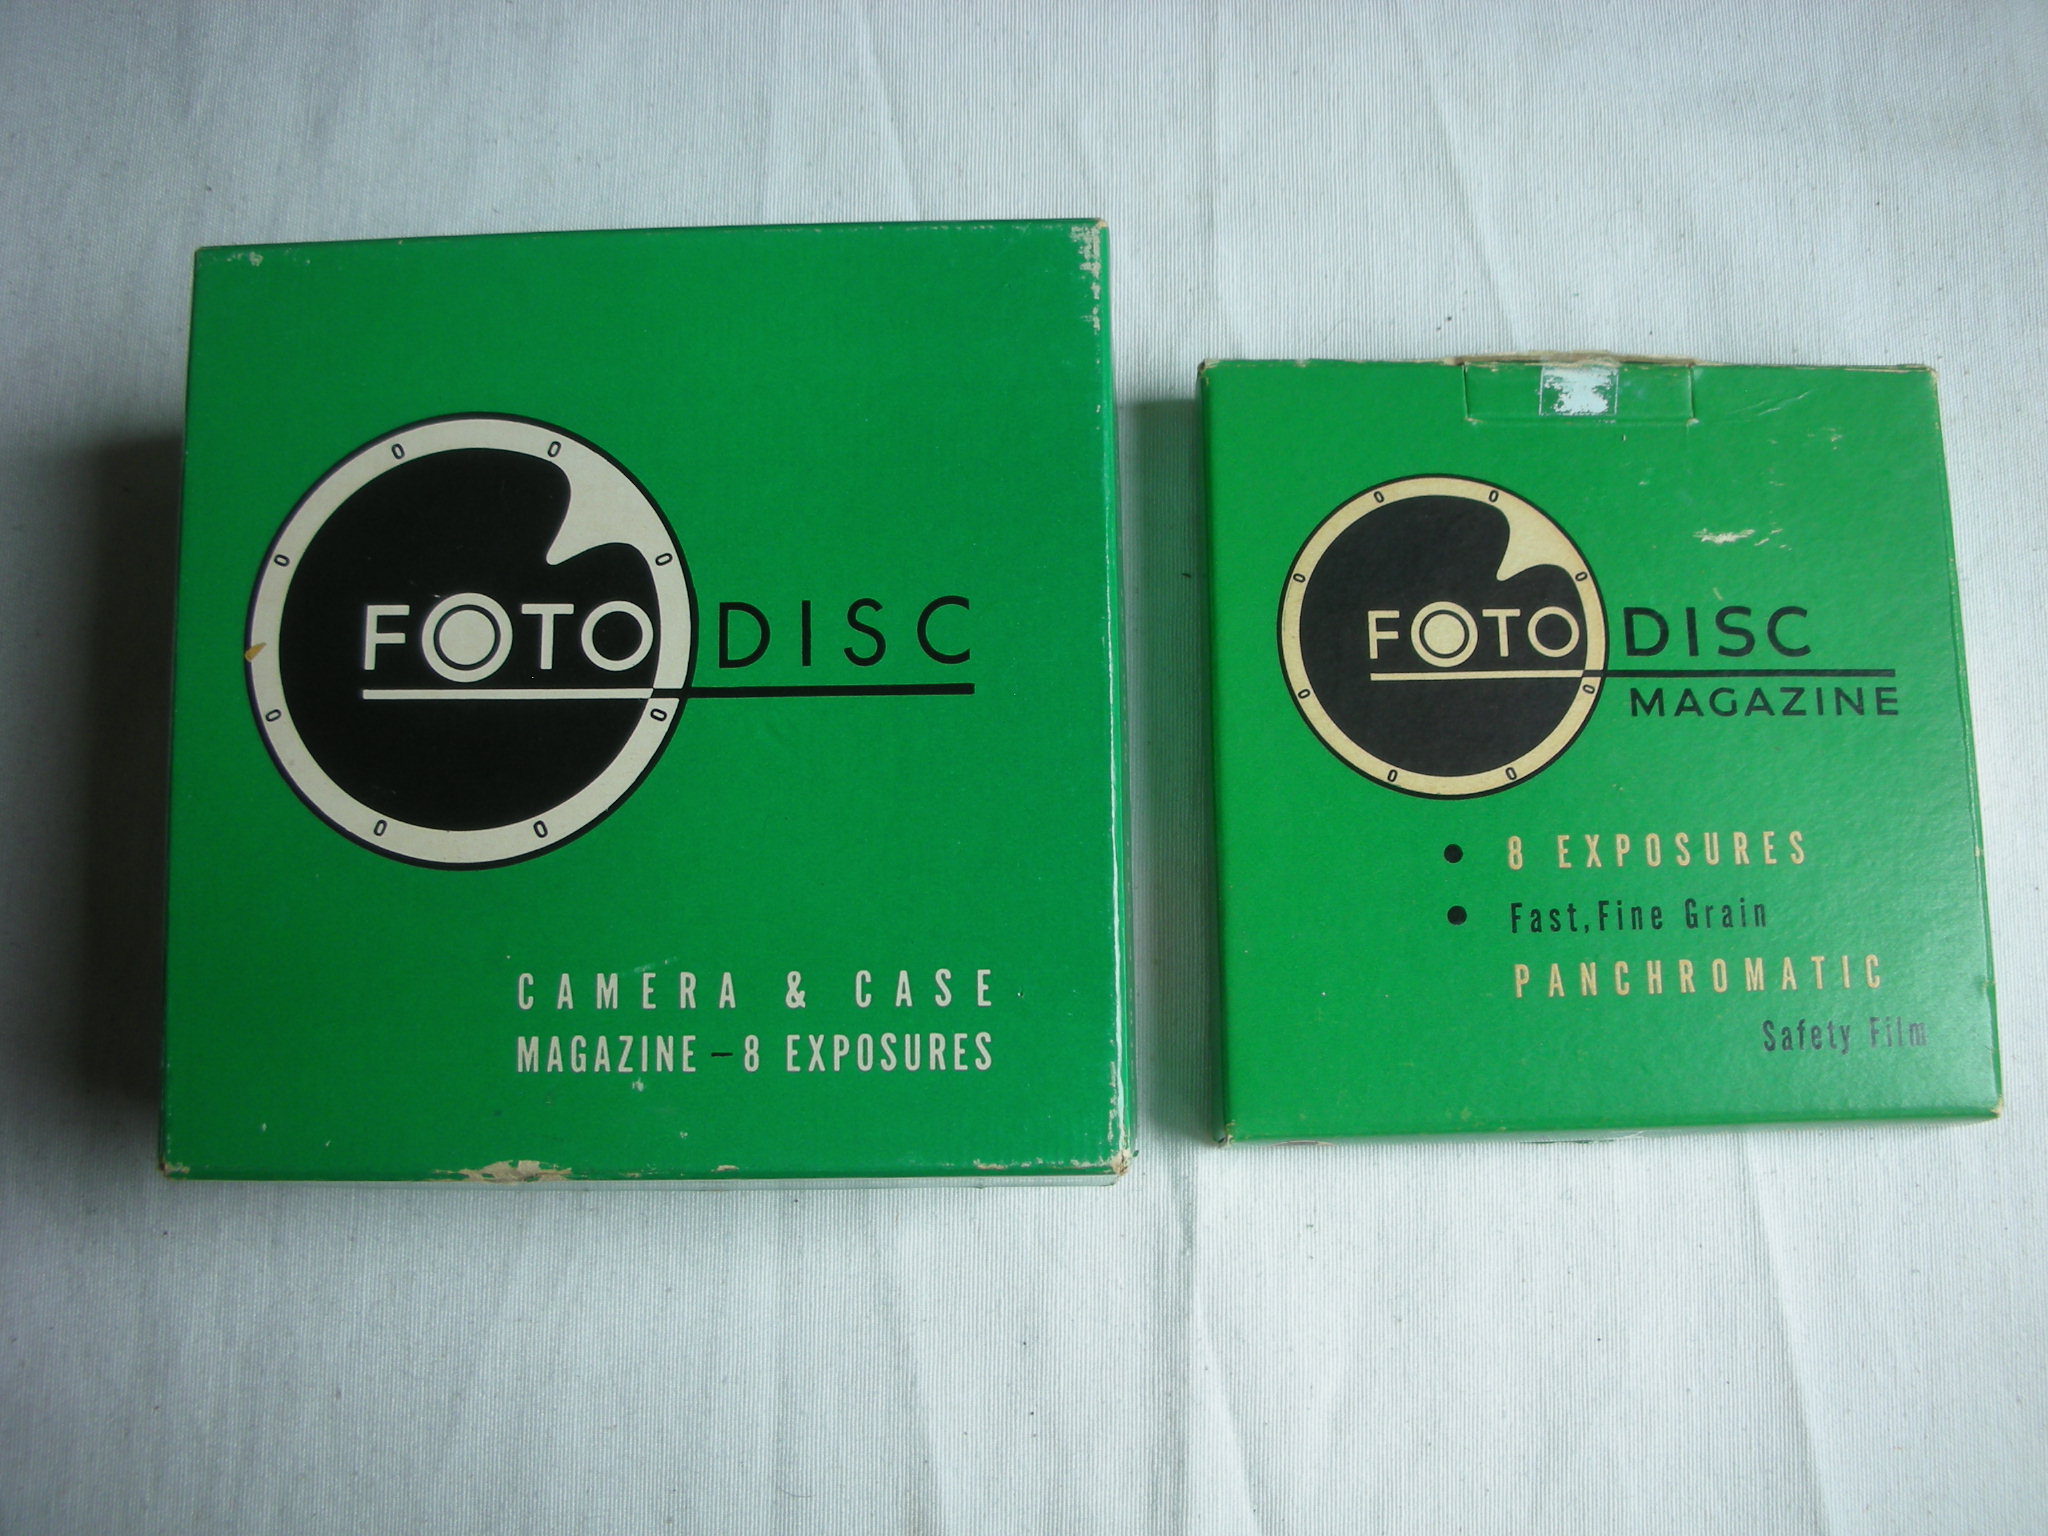 FOTO DISC
CAMERA & CASE
MAGAZINE - 8 EXPOSURES
FOTO DISC
MAGAZINE
• 8 EXPOSURES
• Fast, Fine Grain
PANCHROMATIC
Safety Film